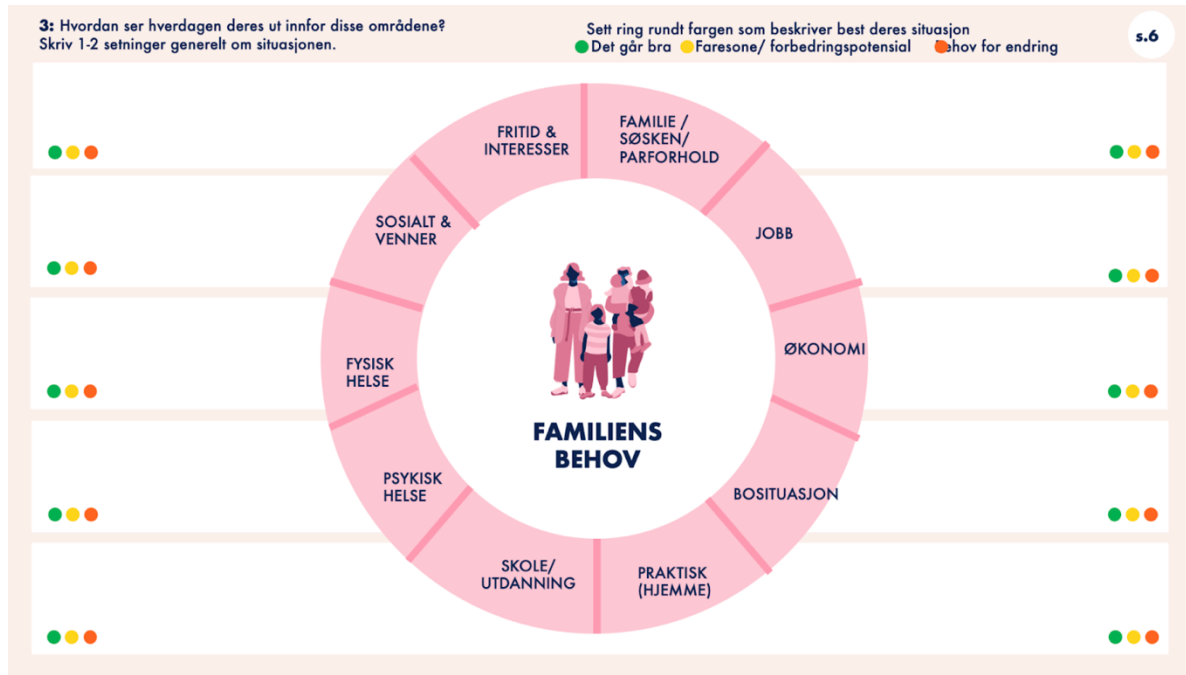 3: Hvordan ser hverdagen deres ut innfor disse områdene?
Skriv 1-2 setninger generelt om situasjonen.
Sett ring rundt fargen som beskriver best deres situasjon
Det går bra
Faresone/ forbedringspotensial
ehov for endring
s.6
FRITID &
INTERESSER
FAMILIE /
SØSKEN/
PARFORHOLD
SOSIALT &
VENNER
JOBB
FYSISK
HELSE
ØKONOMI
FAMILIENS
BEHOV
PSYKISK
HELSE
BOSITUASJON
SKOLE/
UTDANNING
PRAKTISK
(HJEMME)